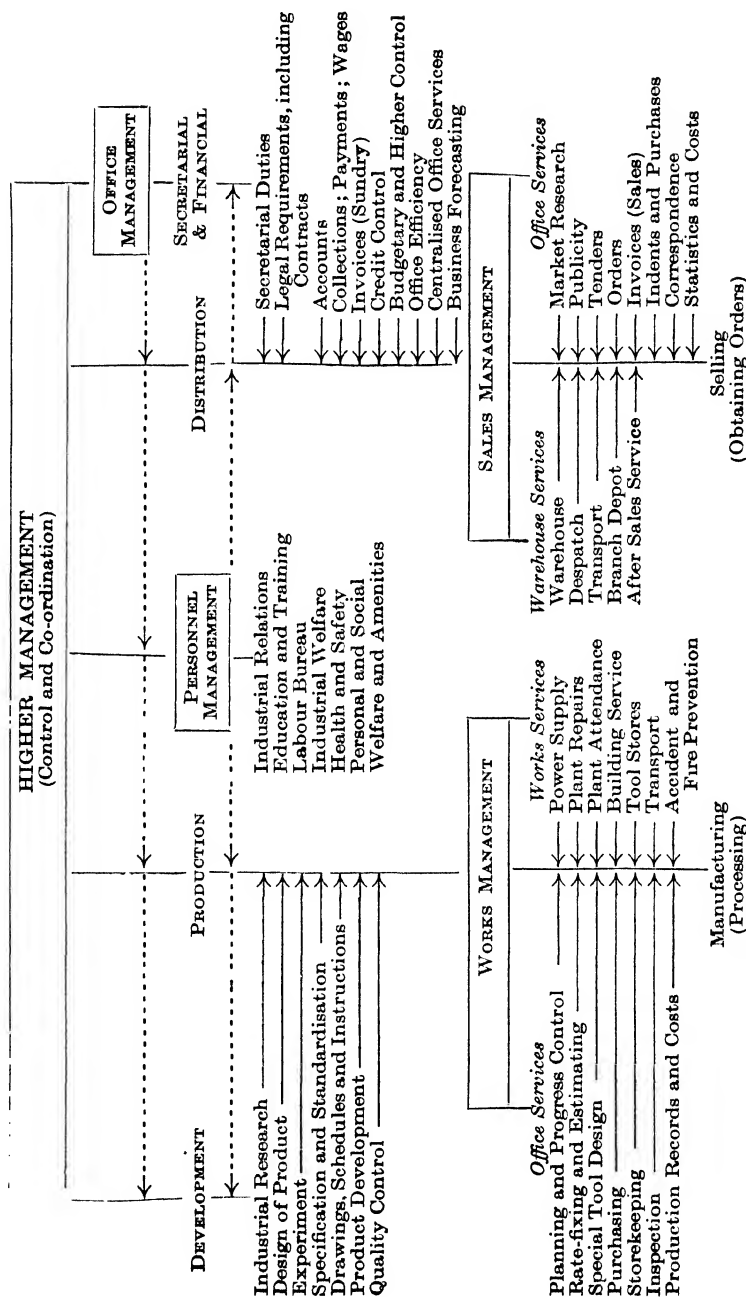 HIGHER MANAGEMENT
(Control and Co-ordination)
OFFICE
MANAGEMENT
PERSONNEL
MANAGEMENT
DEVELOPMENT
PRODUCTION
DISTRIBUTION
SECRETARIAL
& FINANCIAL
Industrial Research
Design of Product
Experiment
Specification and Standardisation
Drawings, Schedules and Instructions
Product Development
Quality Control
Industrial Relations
Education and Training
Labour Bureau
Industrial Welfare
Health and Safety
Personal and Social
Welfare and Amenities
Secretarial Duties
Legal Requirements, including
Contracts
Accounts
Collections; Payments; Wages
Invoices (Sundry)
Credit Control
Budgetary and Higher Control
Office Efficiency
Centralised Office Services
Business Forecasting
WORKS MANAGEMENT
Office Services
Planning and Progress Control
Rate-fixing and Estimating
Special Tool Design
Purchasing
Storekeeping
Inspection
Production Records and Costs
Works Services
Power Supply
Plant Repairs
Plant Attendance
Building Service
Tool Stores
Transport
Accident and
Fire Prevention
Manufacturing
(Processing)
SALES MANAGEMENT
Warehouse Services
Warehouse
Despatch
Transport
Branch Depot
After Sales Service
Office Services
Market Research
Publicity
Tenders
Orders
Invoices (Sales)
Indents and Purchases
Correspondence
Statistics and Costs
Selling
(Obtaining Orders)